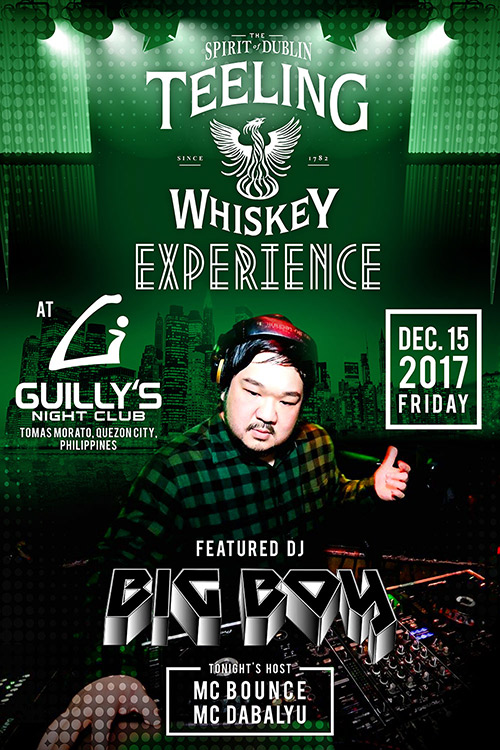 THE
SPIRIT of DUBLIN
TEELING
SINCE 1782
WHISKEY
EXPERIENCE
AT
Gi
GUILLY'S
NIGHT CLUB
TOMAS MORATO, QUEZON CITY,
PHILIPPINES
DEC. 15
2017
FRIDAY
FEATURED DJ
BIG BOY
TONIGHT'S HOST
MC BOUNCE
MC DABALYU